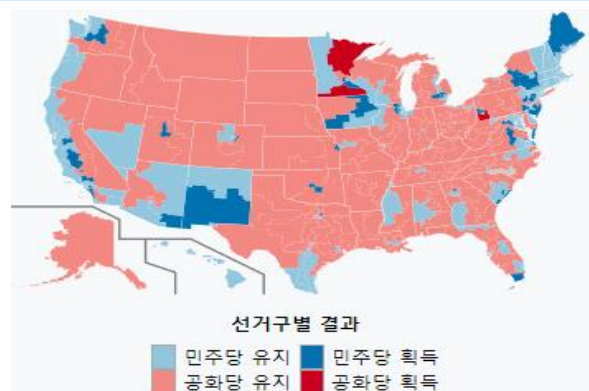 선거구별 결과
민주당 유지 민주당 획득
공화당 유지 공화당 획득